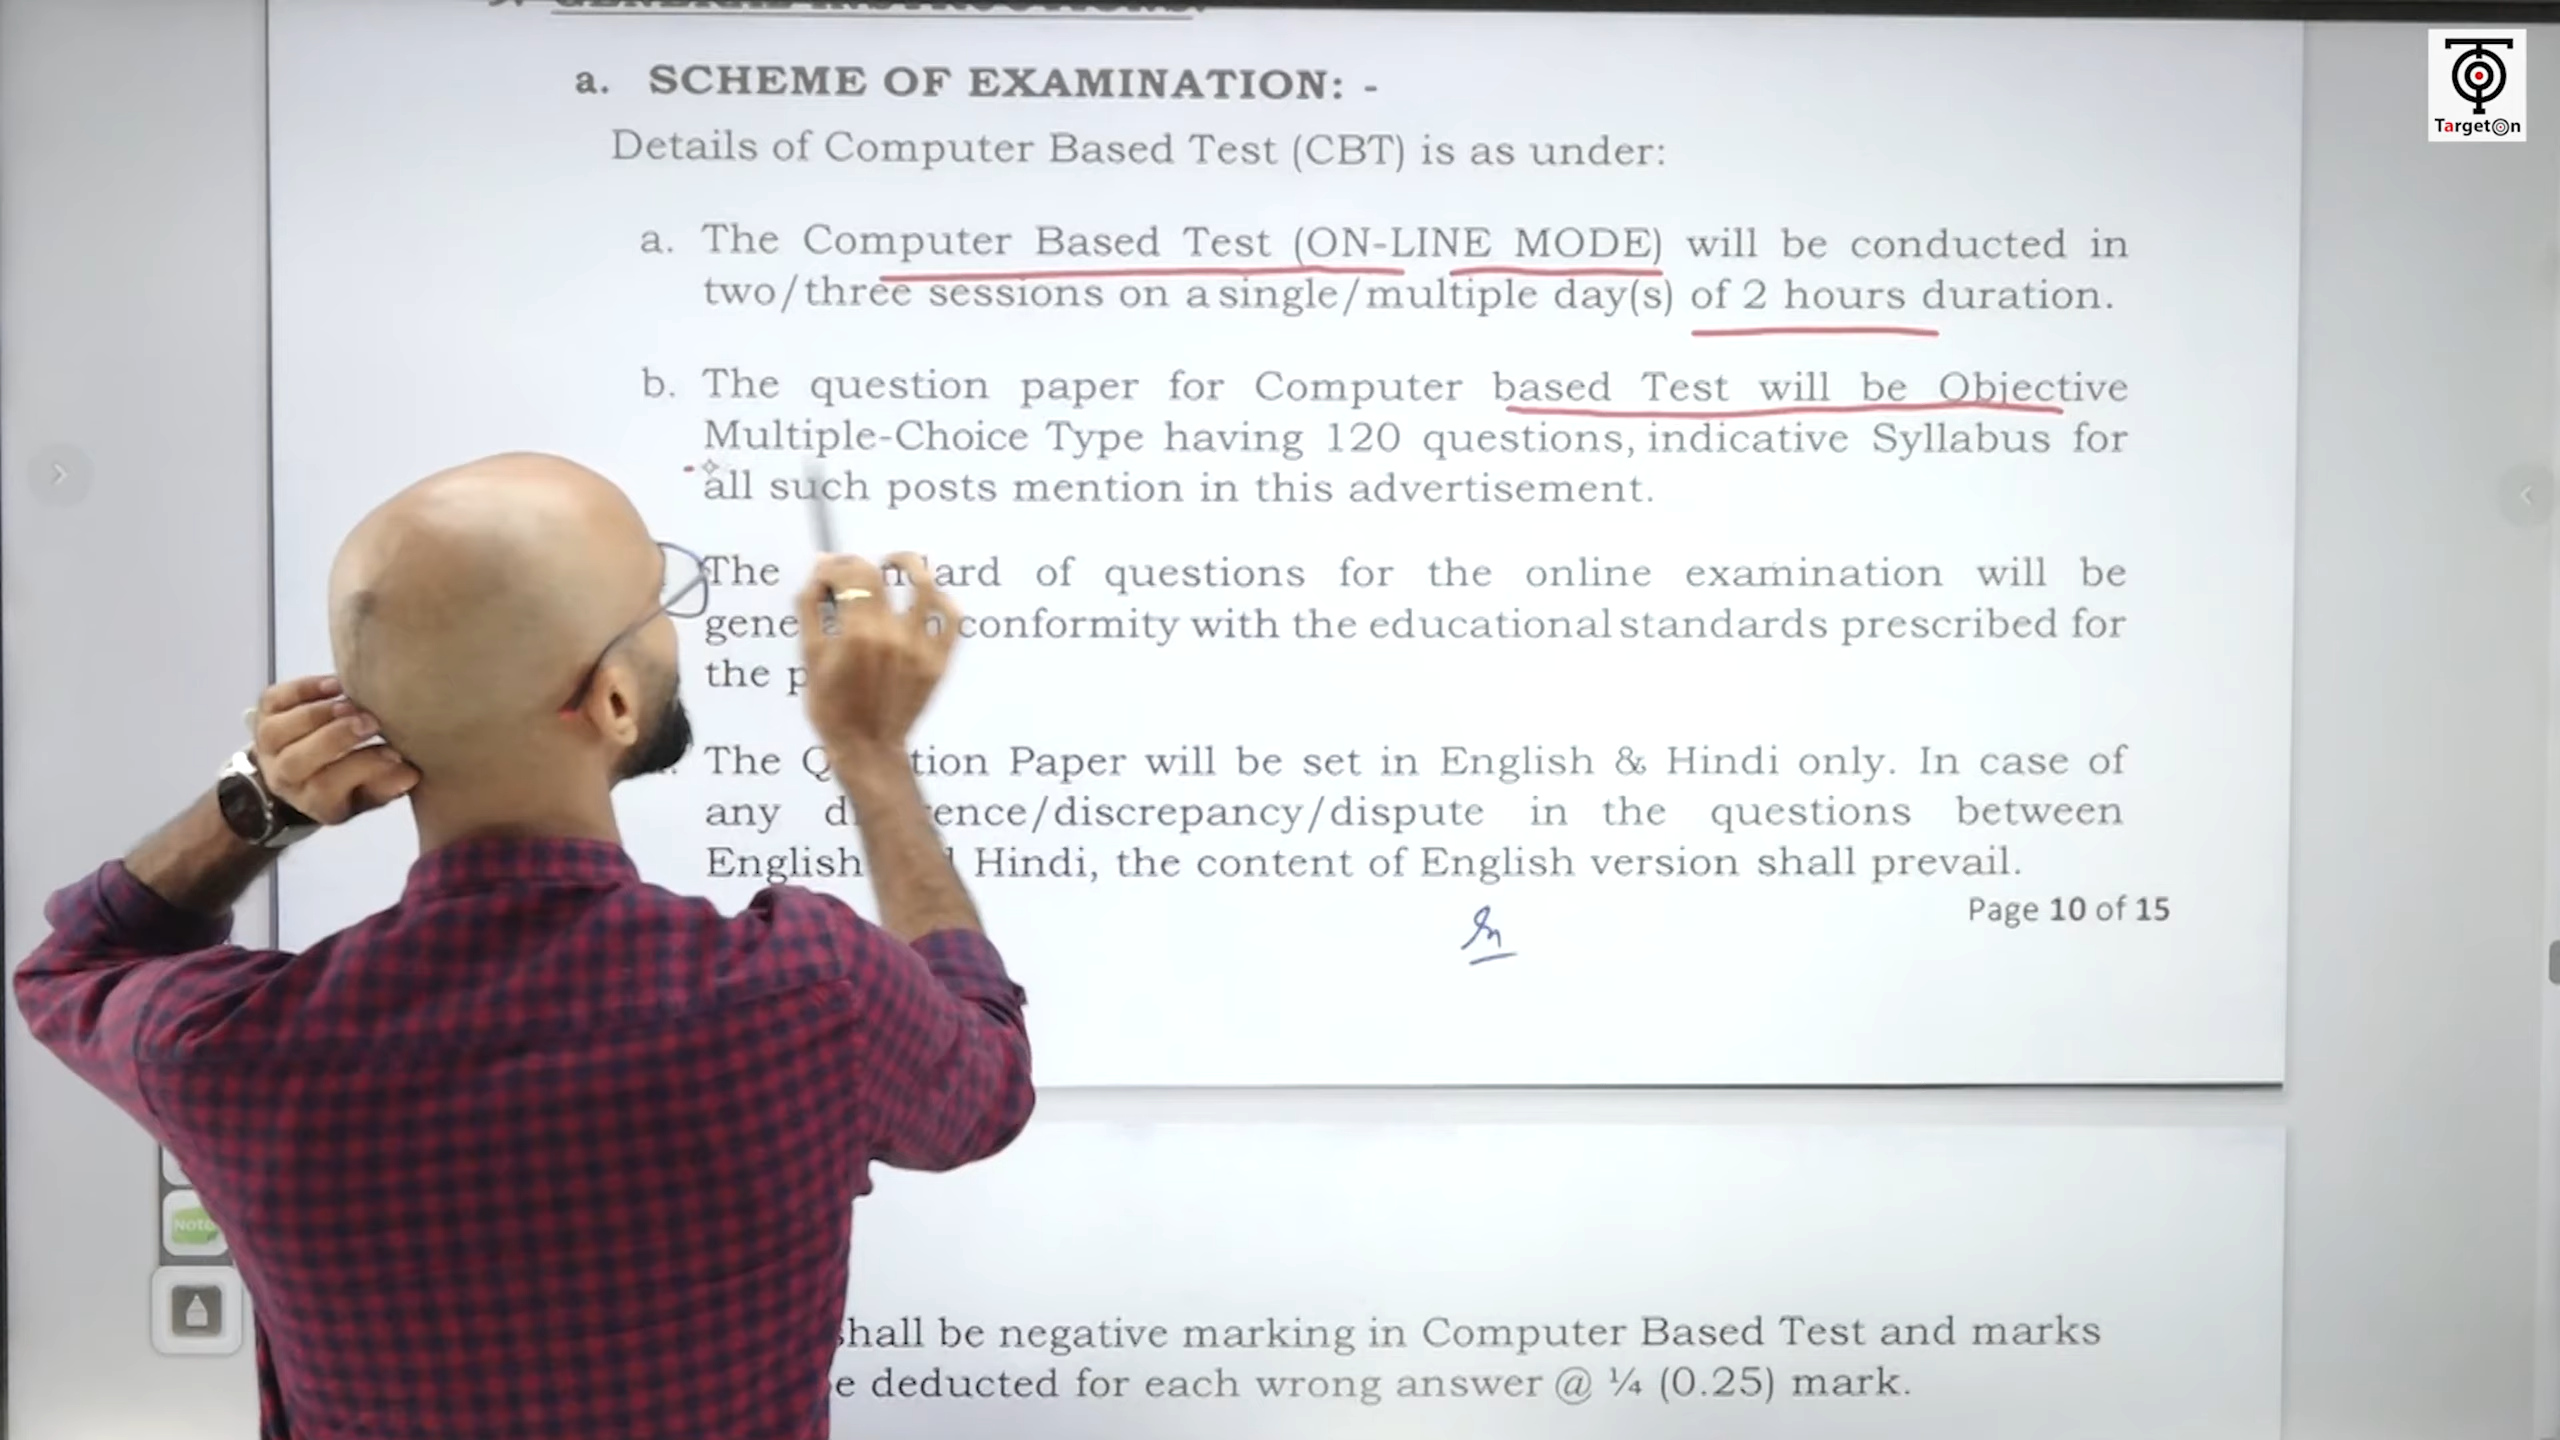 a. SCHEME OF EXAMINATION: -
TargetOn
Details of Computer Based Test (CBT) is as under:
a. The Computer Based Test (ON-LINE MODE) will be conducted in
two/three sessions on a single/multiple day(s) of 2 hours duration.
b. The question paper for Computer based Test will be Objective
Multiple-Choice Type having 120 questions, indicative Syllabus for
all such posts mention in this advertisement.
The of questions for the online examination will be
conformity with the educational standards prescribed for
the
The Paper will be set in English & Hindi only. In case of
any /discrepancy/dispute in the questions between
English Hindi, the content of English version shall prevail.
Page 10 of 15
Note
shall be negative marking in Computer Based Test and marks
deducted for each wrong answer @ ¼ (0.25) mark.